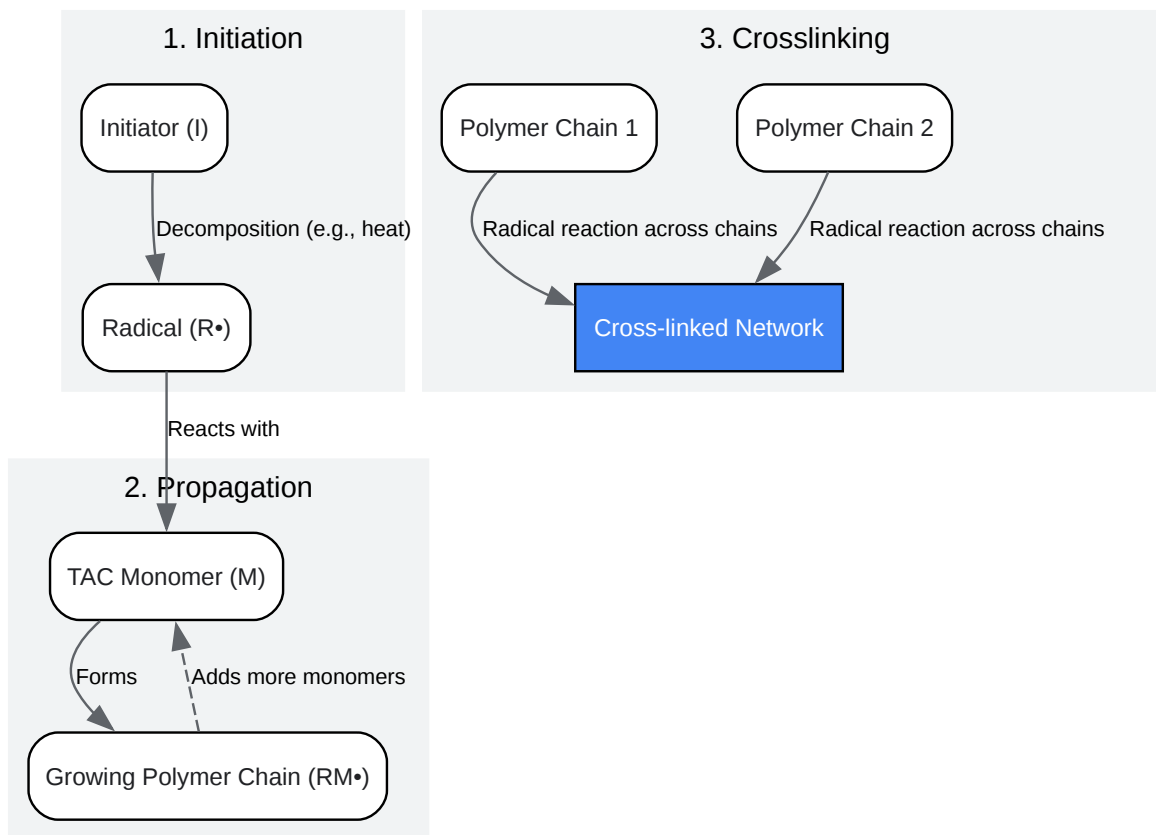 1. Initiation
Initiator (I)
Decomposition (e.g., heat)
Radical (R•)
Reacts with
2. Propagation
TAC Monomer (M)
Forms
Adds more monomers
Growing Polymer Chain (RM•)
3. Crosslinking
Polymer Chain 1
Polymer Chain 2
Radical reaction across chains
Radical reaction across chains
Cross-linked Network